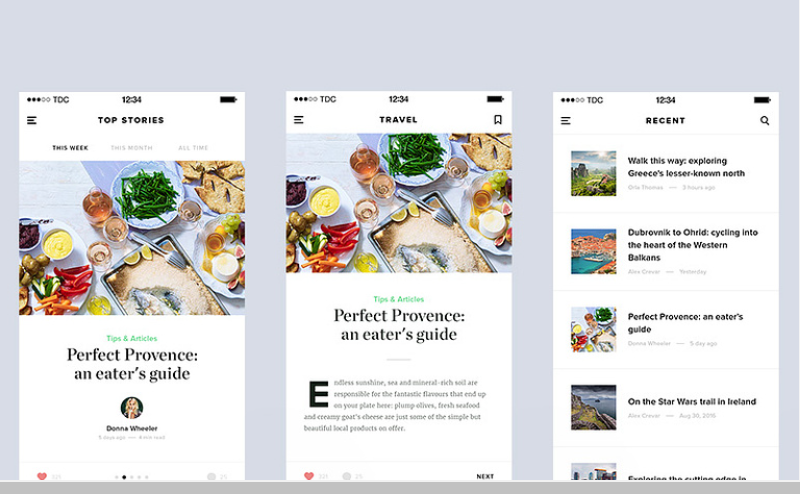 TDC 12:34
TOP STORIES
THIS WEEK THIS MONTH ALL TIME
Tips & Articles
Perfect Provence:
an eater's guide
Donna Wheeler
5 days ago — 4 min read
TDC 12:34
TRAVEL
Tips & Articles
Perfect Provence:
an eater's guide
Endless sunshine, sea and mineral-rich soil are
responsible for the fantastic flavours that end up
on your plate here: plump olives, fresh seafood
and creamy goat's cheese are just some of the simple but
beautiful local products on offer.
NEXT
TDC 12:34
RECENT
Walk this way: exploring
Greece's lesser-known north
Orla Thomas — 3 hours ago
Dubrovnik to Ohrid: cycling into
the heart of the Western
Balkans
Alex Crevar — Yesterday
Perfect Provence: an eater's
guide
Donna Wheeler — 5 day ago
On the Star Wars trail in Ireland
Alex Crevar — Aug 30, 2016
Exploring the cutting edge in